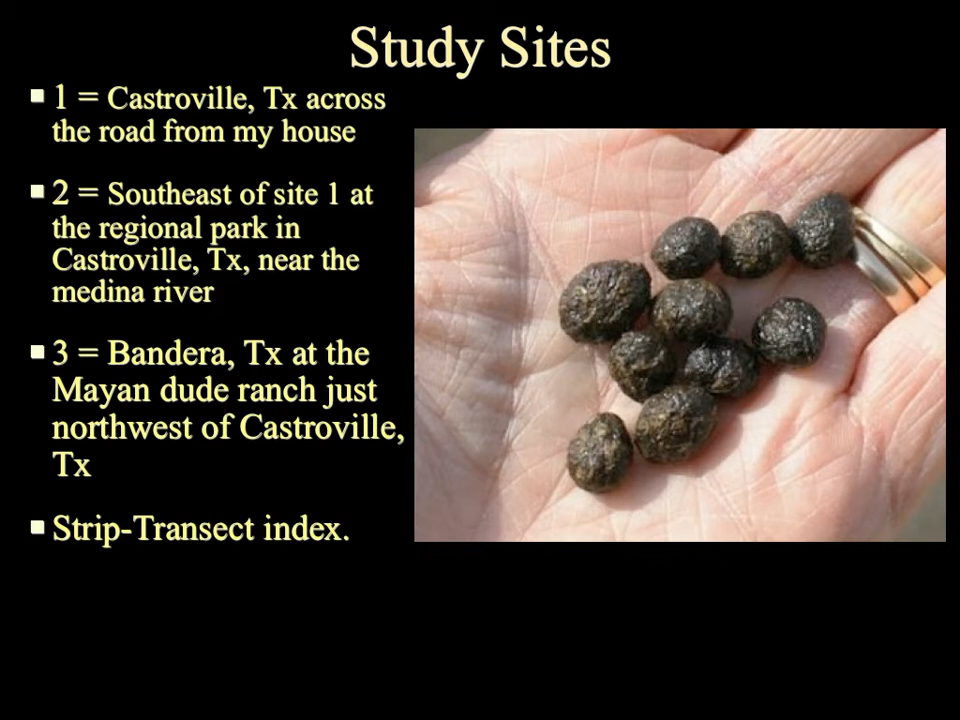 Study Sites
1 = Castroville, Tx across
the road from my house
2 = Southeast of site 1 at
the regional park in
Castroville, Tx, near the
medina river
3 = Bandera, Tx at the
Mayan dude ranch just
northwest of Castroville,
Tx
Strip-Transect index.